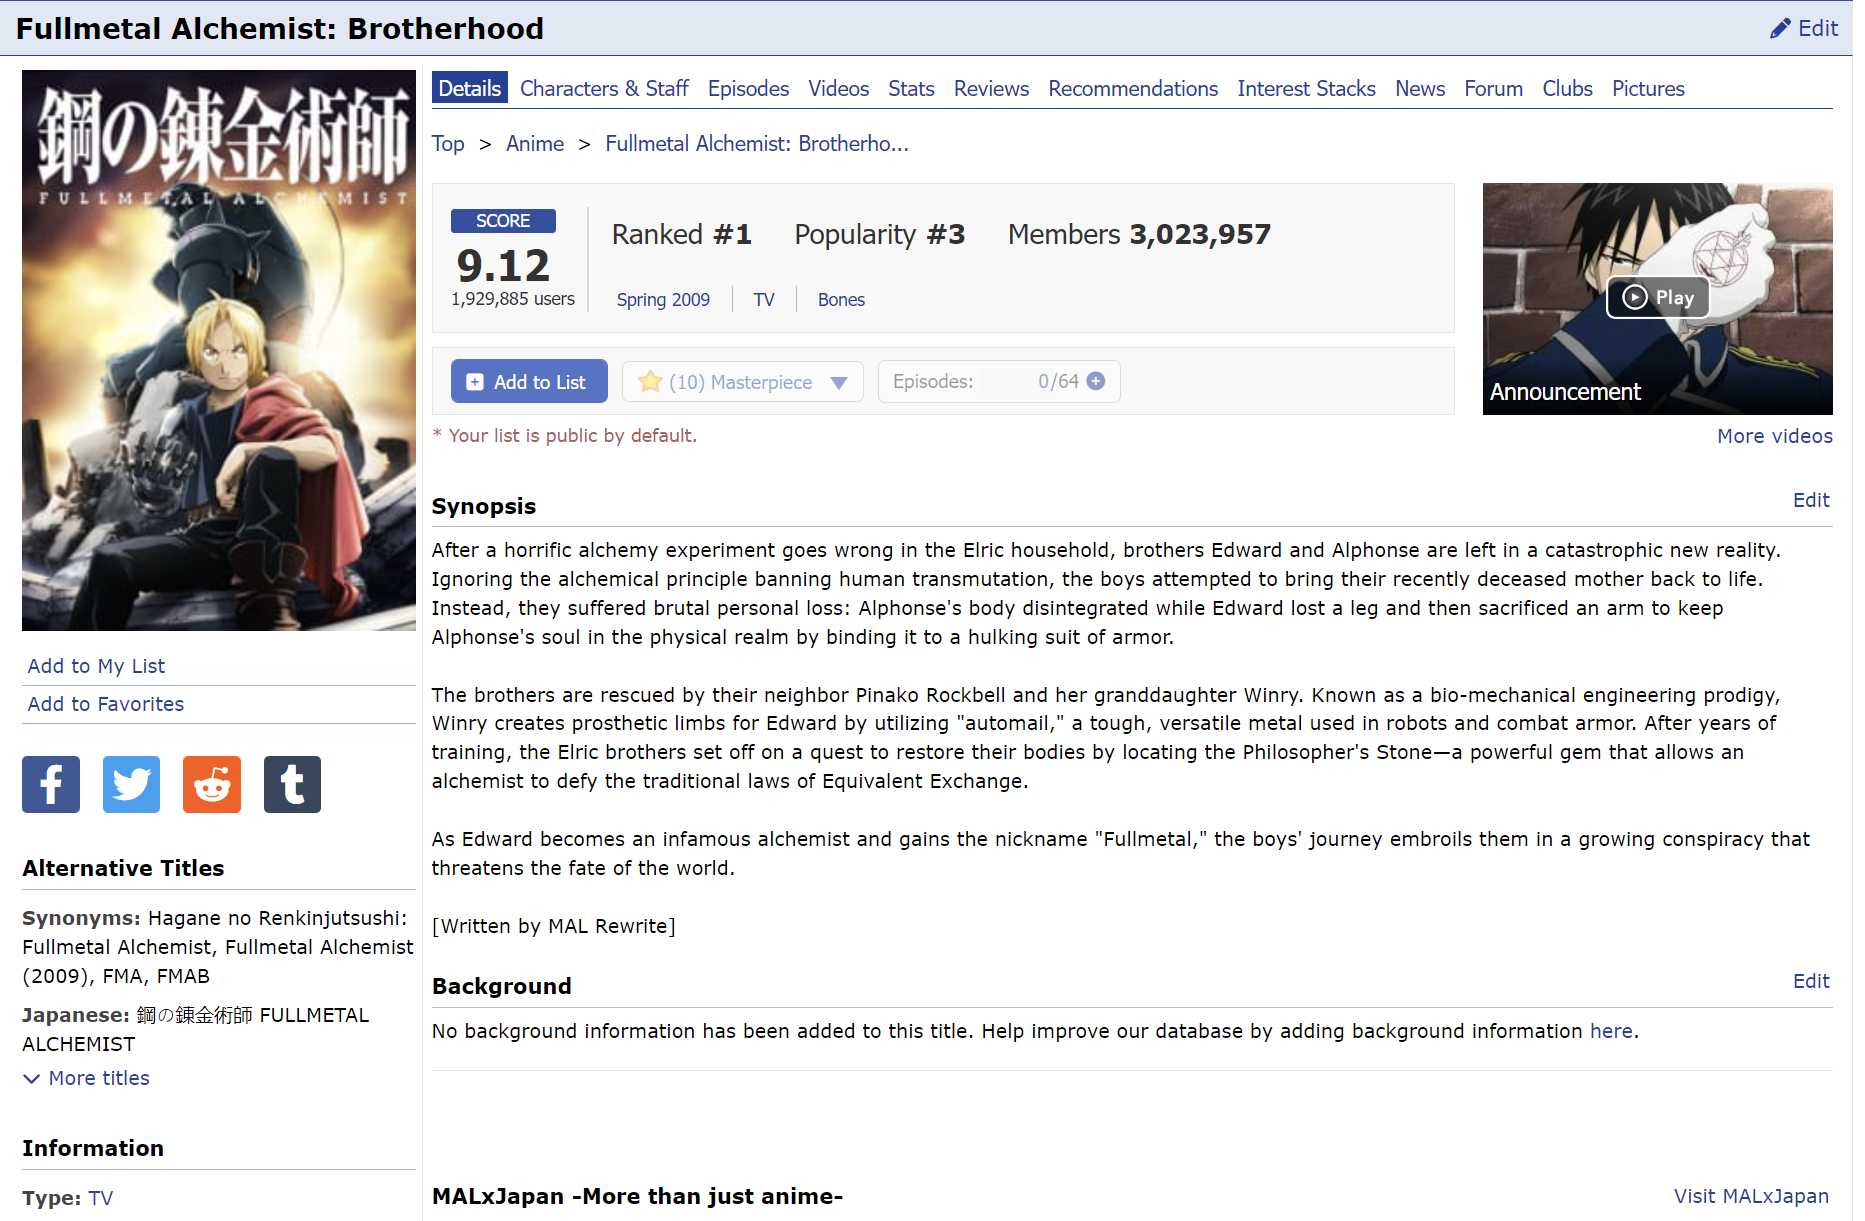 Fullmetal Alchemist: Brotherhood
Edit
鋼の錬金術師
FULLMETAL ALCHEMIST
Add to My List
Add to Favorites
Alternative Titles
Synonyms: Hagane no Renkinjutsushi:
Fullmetal Alchemist, Fullmetal Alchemist
(2009), FMA, FMAB
Japanese: 鋼の錬金術師 FULLMETAL
ALCHEMIST
More titles
Information
Type: TV
Details Characters & Staff Episodes Videos Stats Reviews Recommendations Interest Stacks News Forum Clubs Pictures
Top > Anime > Fullmetal Alchemist: Brotherho...
SCORE
9.12
1,929,885 users
Ranked #1 Popularity #3 Members 3,023,957
Spring 2009 TV Bones
Add to List
(10) Masterpiece
Episodes: 0/64
* Your list is public by default.
Play
Announcement
More videos
Synopsis
Edit
After a horrific alchemy experiment goes wrong in the Elric household, brothers Edward and Alphonse are left in a catastrophic new reality.
Ignoring the alchemical principle banning human transmutation, the boys attempted to bring their recently deceased mother back to life.
Instead, they suffered brutal personal loss: Alphonse's body disintegrated while Edward lost a leg and then sacrificed an arm to keep
Alphonse's soul in the physical realm by binding it to a hulking suit of armor.
The brothers are rescued by their neighbor Pinako Rockbell and her granddaughter Winry. Known as a bio-mechanical engineering prodigy,
Winry creates prosthetic limbs for Edward by utilizing "automail," a tough, versatile metal used in robots and combat armor. After years of
training, the Elric brothers set off on a quest to restore their bodies by locating the Philosopher's Stone—a powerful gem that allows an
alchemist to defy the traditional laws of Equivalent Exchange.
As Edward becomes an infamous alchemist and gains the nickname "Fullmetal," the boys' journey embroils them in a growing conspiracy that
threatens the fate of the world.
[Written by MAL Rewrite]
Background
Edit
No background information has been added to this title. Help improve our database by adding background information here.
MALxJapan -More than just anime-
Visit MALxJapan